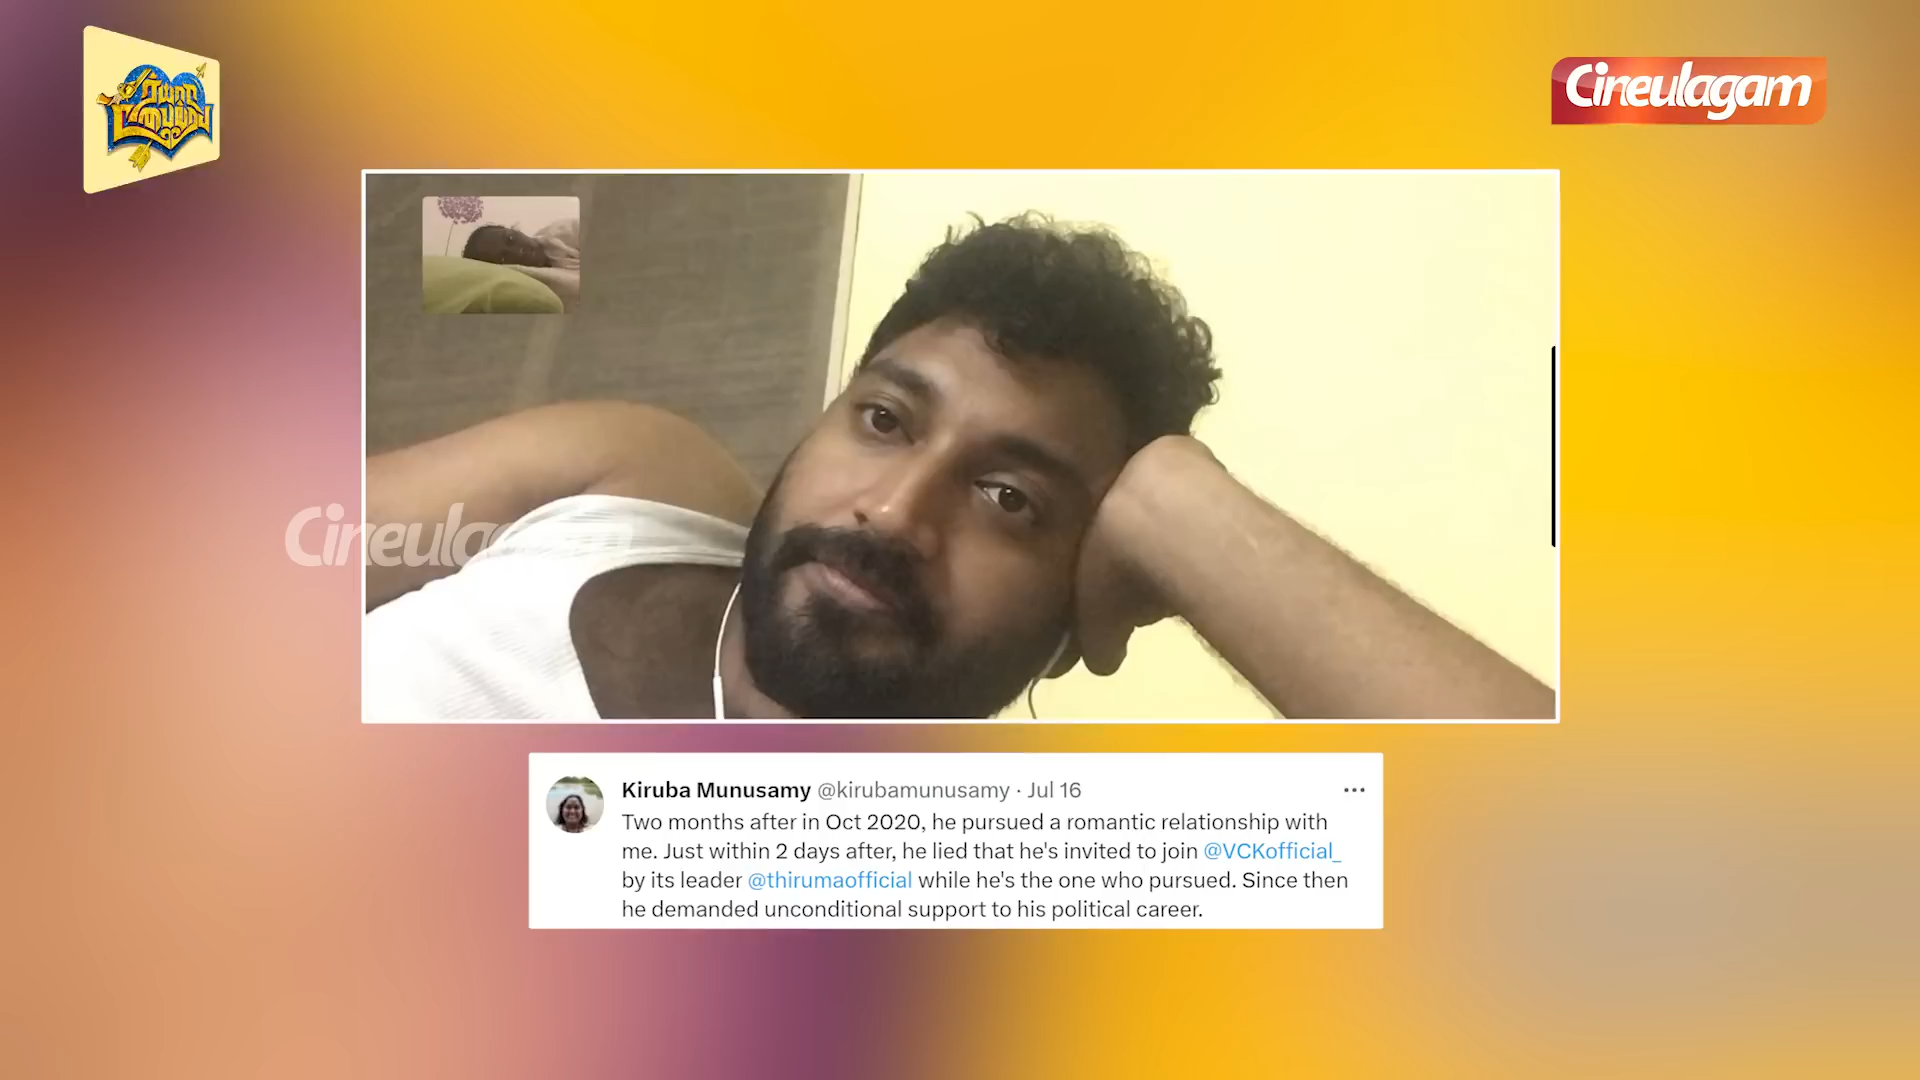 Cineulagam
Cineulagam
Kiruba Munusamy @kirubamunusamy · Jul 16
Two months after in Oct 2020, he pursued a romantic relationship with
me. Just within 2 days after, he lied that he's invited to join @VCKofficial_
by its leader @thirumaofficial while he's the one who pursued. Since then
he demanded unconditional support to his political career.